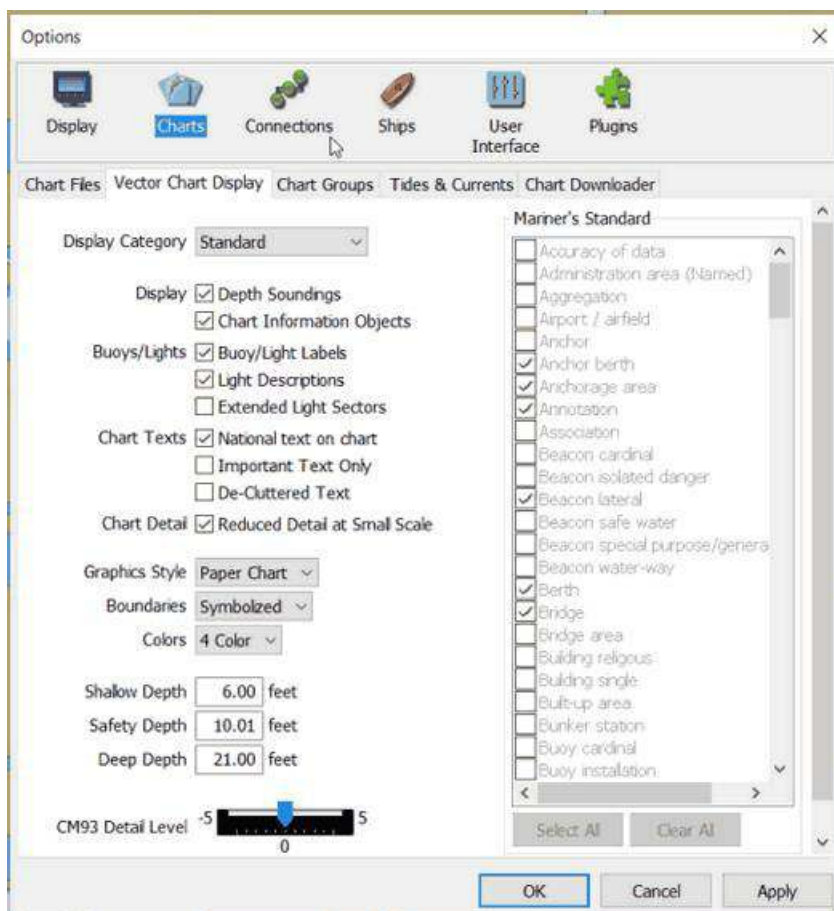 Options
Display
Charts
Connections
Ships
User
Interface
Plugins
Chart Files
Vector Chart Display
Chart Groups
Tides & Currents
Chart Downloader
Display Category
Standard
Display
Depth Soundings
Chart Information Objects
Buoys/Lights
Buoy/Light Labels
Light Descriptions
Extended Light Sectors
Chart Texts
National text on chart
Important Text Only
De-Cluttered Text
Chart Detail
Reduced Detail at Small Scale
Graphics Style
Paper Chart
Boundaries
Symbolized
Colors
4 Color
Shallow Depth
6.00 feet
Safety Depth
10.01 feet
Deep Depth
21.00 feet
CM93 Detail Level
-5
5
0
Mariner's Standard
Accuracy of data
Administration area (Named)
Aggregation
Airport / airfield
Anchor
Anchor berth
Anchorage area
Annotation
Association
Beacon cardinal
Beacon isolated danger
Beacon lateral
Beacon safe water
Beacon special purpose/genera
Beacon water-way
Berth
Bridge
Bridge area
Building religous
Building single
Built-up area
Bunker station
Buoy cardinal
Buoy installation
Select All
Clear All
OK
Cancel
Apply